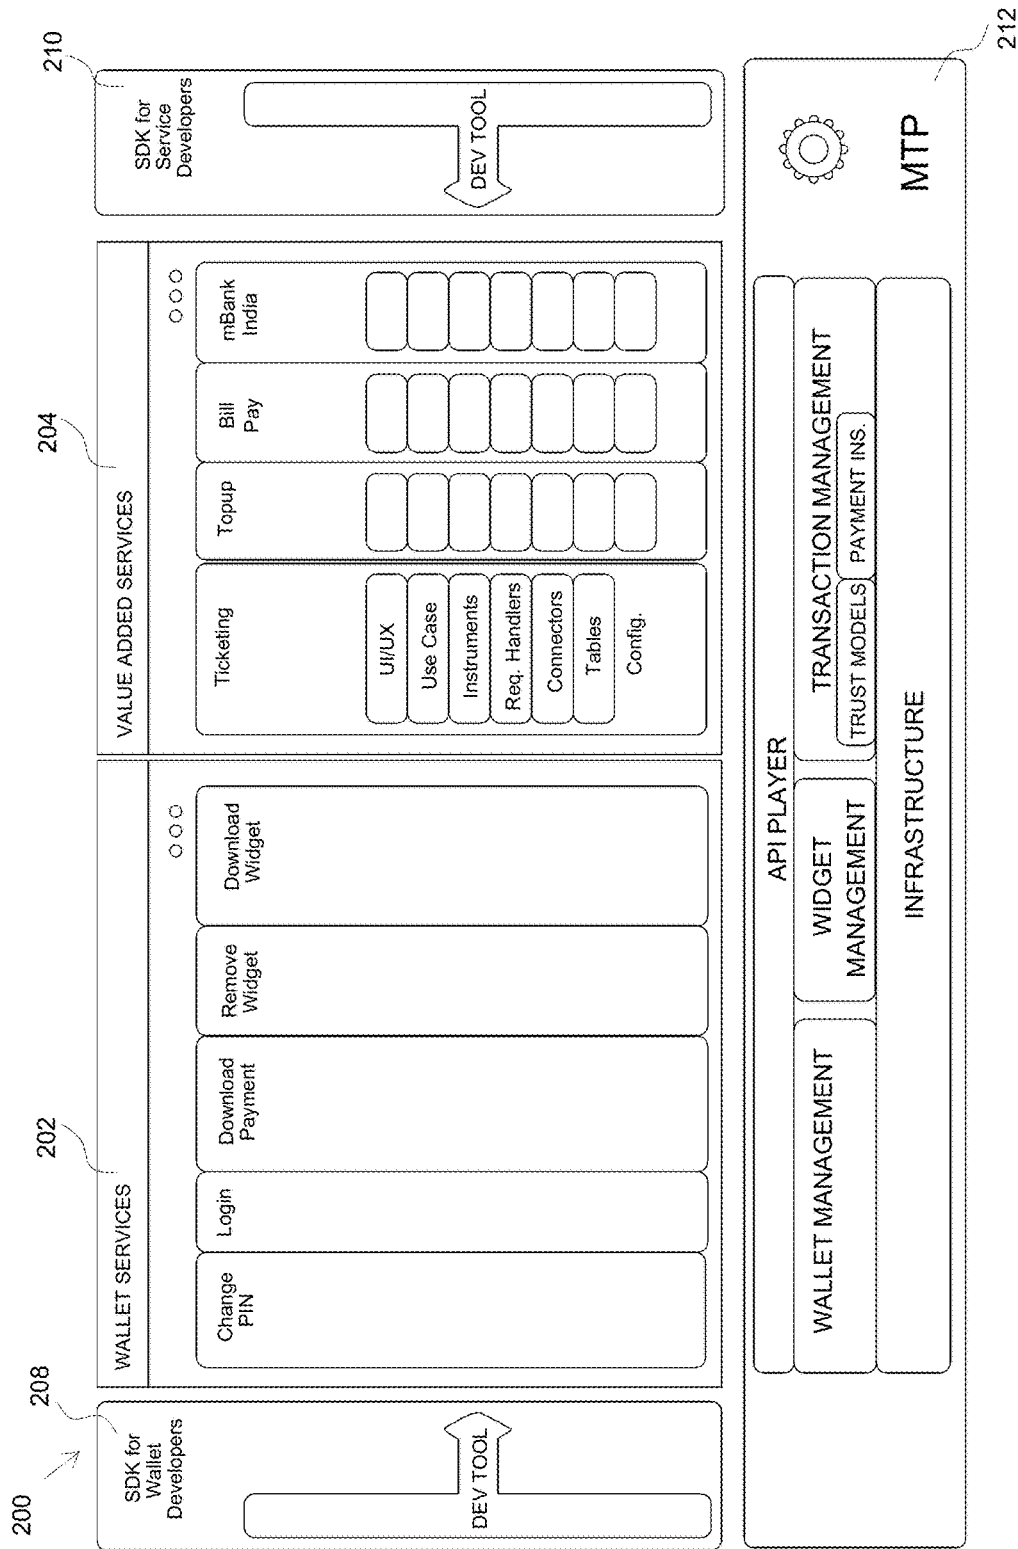 200
208
SDK for
Wallet
Developers
DEV TOOL
202
WALLET SERVICES
Change
PIN
Login
Download
Payment
Remove
Widget
Download
Widget
204
VALUE ADDED SERVICES
Ticketing
UI/UX
Use Case
Instruments
Req. Handlers
Connectors
Tables
Config.
Topup
Bill
Pay
mBank
India
210
SDK for
Service
Developers
DEV TOOL
API PLAYER
WALLET MANAGEMENT
WIDGET
MANAGEMENT
TRANSACTION MANAGEMENT
TRUST MODELS
PAYMENT INS.
INFRASTRUCTURE
MTP
212